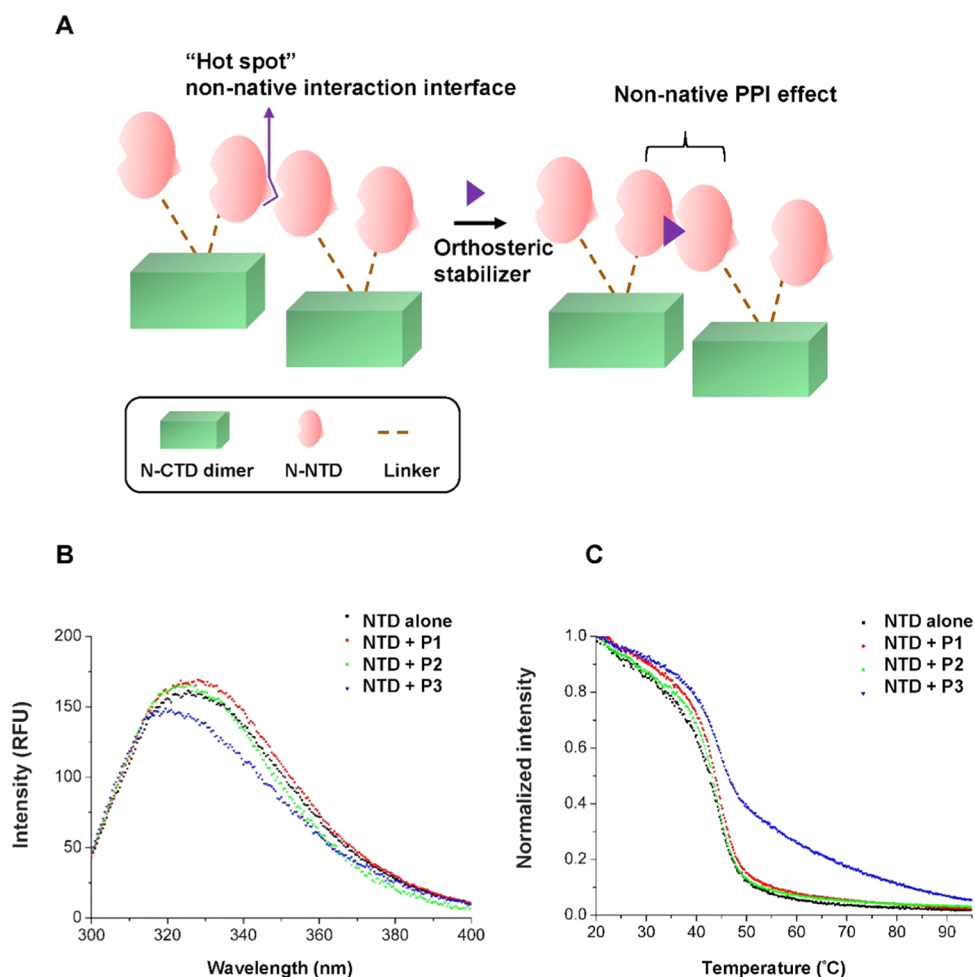 A
“Hot spot”
non-native interaction interface
Non-native PPI effect
Orthosteric
stabilizer
N-CTD dimer
N-NTD
Linker
B
NTD alone
NTD + P1
NTD + P2
NTD + P3
Intensity (RFU)
200
150
100
50
0
300 320 340 360 380 400
Wavelength (nm)
C
NTD alone
NTD + P1
NTD + P2
NTD + P3
Normalized intensity
1.0
0.8
0.6
0.4
0.2
0.0
20 30 40 50 60 70 80 90
Temperature (˚C)